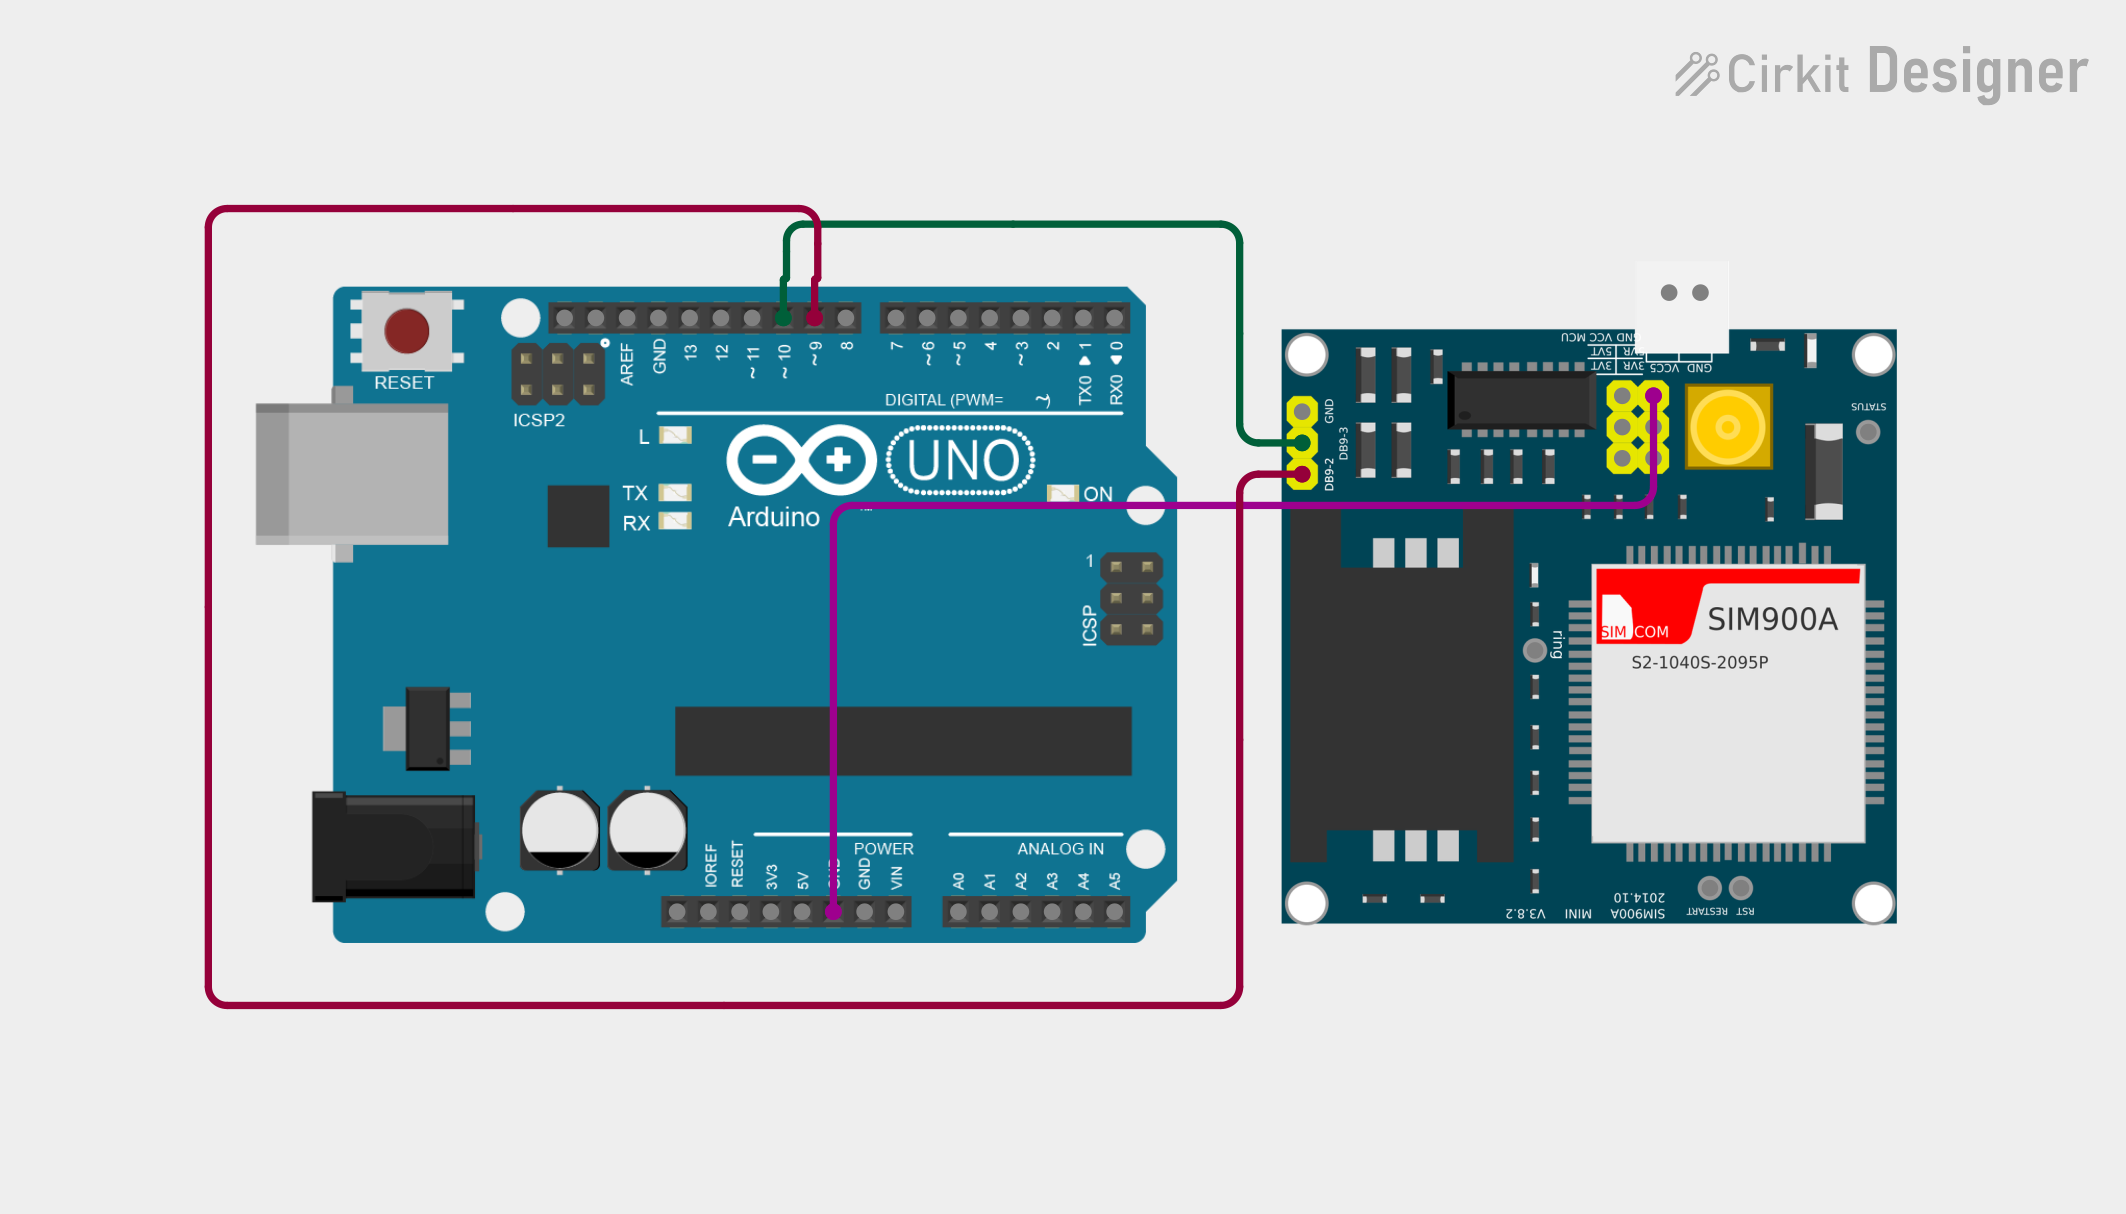 Cirkit Designer
RESET
ICSP2
AREF
GND
13
12
~11
~10
~9
8
7
~6
~5
4
~3
2
TX0 1
RX0 0
DIGITAL (PWM= ~)
L
TX
RX
UNO
Arduino
ON
1
ICSP
IOREF
RESET
3V3
5V
GND
VIN
POWER
ANALOG IN
A0
A1
A2
A3
A4
A5
GND
DB9-3
DB9-2
GND VCC MCU
5VT
3VR 3VT
GND VCC5
STATUS
ring
SIM COM
SIM900A
S2-1040S-2095P
V3.8.2 MINI SIM900A
2014.10
RESTART RST